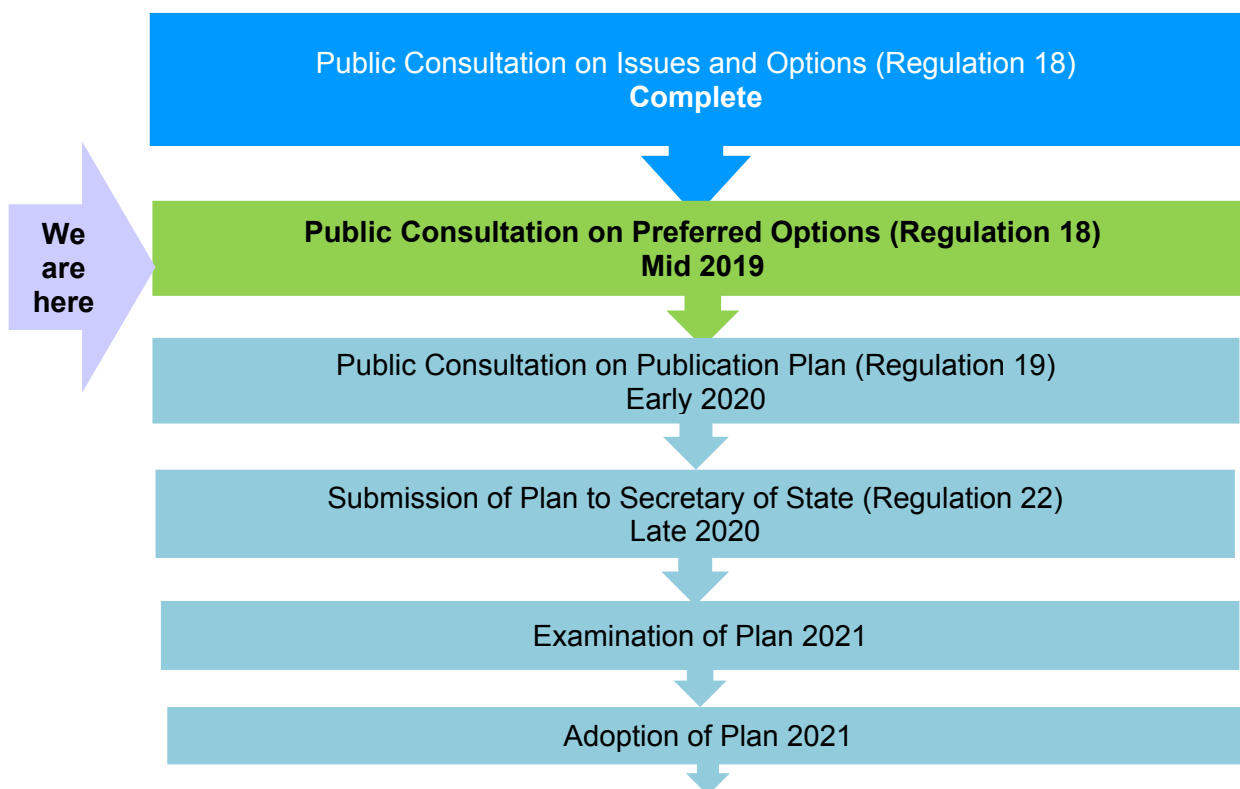 Public Consultation on Issues and Options (Regulation 18)
Complete
We
are
here
Public Consultation on Preferred Options (Regulation 18)
Mid 2019
Public Consultation on Publication Plan (Regulation 19)
Early 2020
Submission of Plan to Secretary of State (Regulation 22)
Late 2020
Examination of Plan 2021
Adoption of Plan 2021